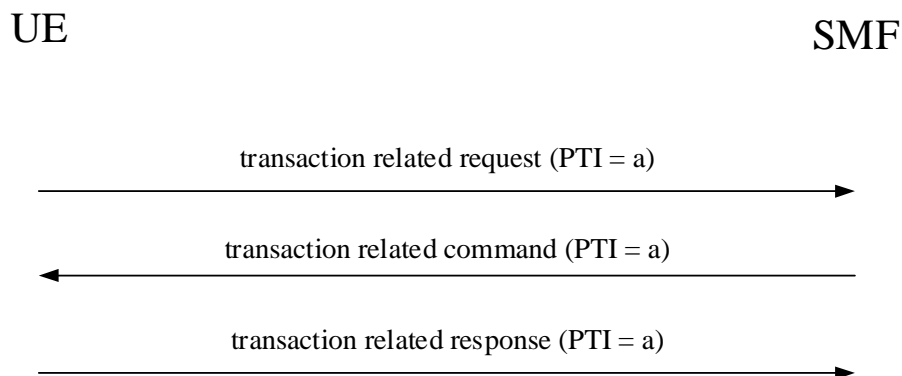 UE
SMF
transaction related request (PTI = a)
transaction related command (PTI = a)
transaction related response (PTI = a)